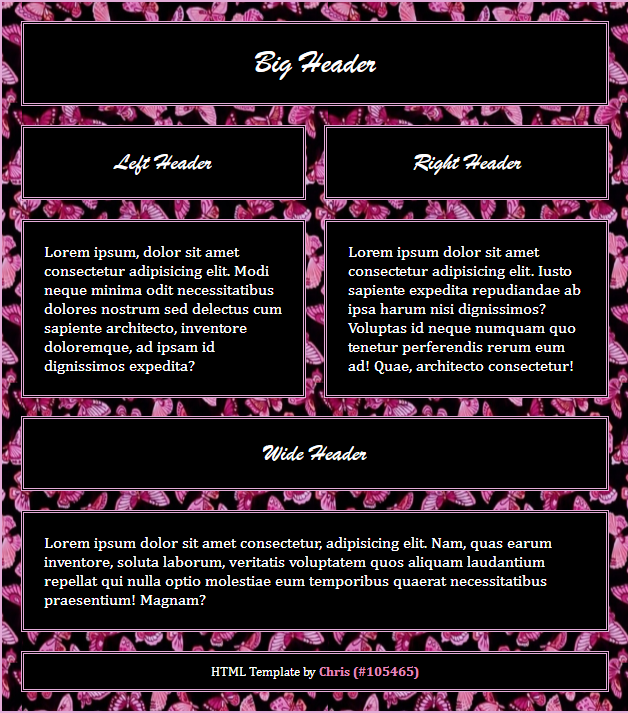 Big Header
Left Header
Right Header
Lorem ipsum, dolor sit amet
consectetur adipisicing elit. Modi
neque minima odit necessitatibus
dolores nostrum sed delectus cum
sapiente architecto, inventore
doloremque, ad ipsam id
dignissimos expedita?
Lorem ipsum dolor sit amet
consectetur adipisicing elit. Iusto
sapiente expedita repudiandae ab
ipsa harum nisi dignissimos?
Voluptas id neque numquam quo
tenetur perferendis rerum eum
ad! Quae, architecto consectetur!
Wide Header
Lorem ipsum dolor sit amet consectetur, adipisicing elit. Nam, quas earum
inventore, soluta laborum, veritatis voluptatem quos aliquam laudantium
repellat qui nulla optio molestiae eum temporibus quaerat necessitatibus
praesentium! Magnam?
HTML Template by Chris (#105465)